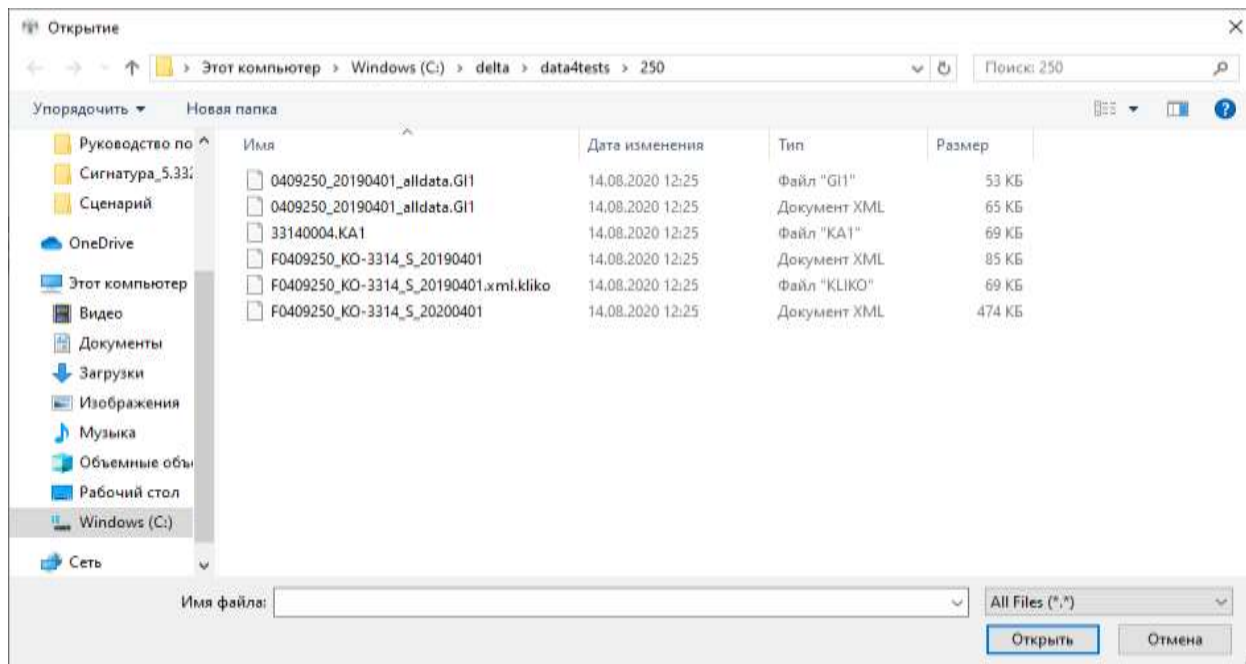 Открытие
Этот компьютер > Windows (C:) > delta > data4tests > 250
Поиск: 250
Упорядочить
Новая папка
Руководство по
Сигнатура_5.332
Сценарий
OneDrive
Этот компьютер
Видео
Документы
Загрузки
Изображения
Музыка
Объемные объ
Рабочий стол
Windows (C:)
Сеть
Имя Дата изменения Тип Размер
0409250_20190401_alldata.GI1 14.08.2020 12:25 Файл "GI1" 53 КБ
0409250_20190401_alldata.GI1 14.08.2020 12:25 Документ XML 65 КБ
33140004.KA1 14.08.2020 12:25 Файл "KA1" 69 КБ
F0409250_KO-3314_S_20190401 14.08.2020 12:25 Документ XML 85 КБ
F0409250_KO-3314_S_20190401.xml.kliko 14.08.2020 12:25 Файл "KLIKO" 69 КБ
F0409250_KO-3314_S_20200401 14.08.2020 12:25 Документ XML 474 КБ
Имя файла:
All Files (*.*)
Открыть
Отмена